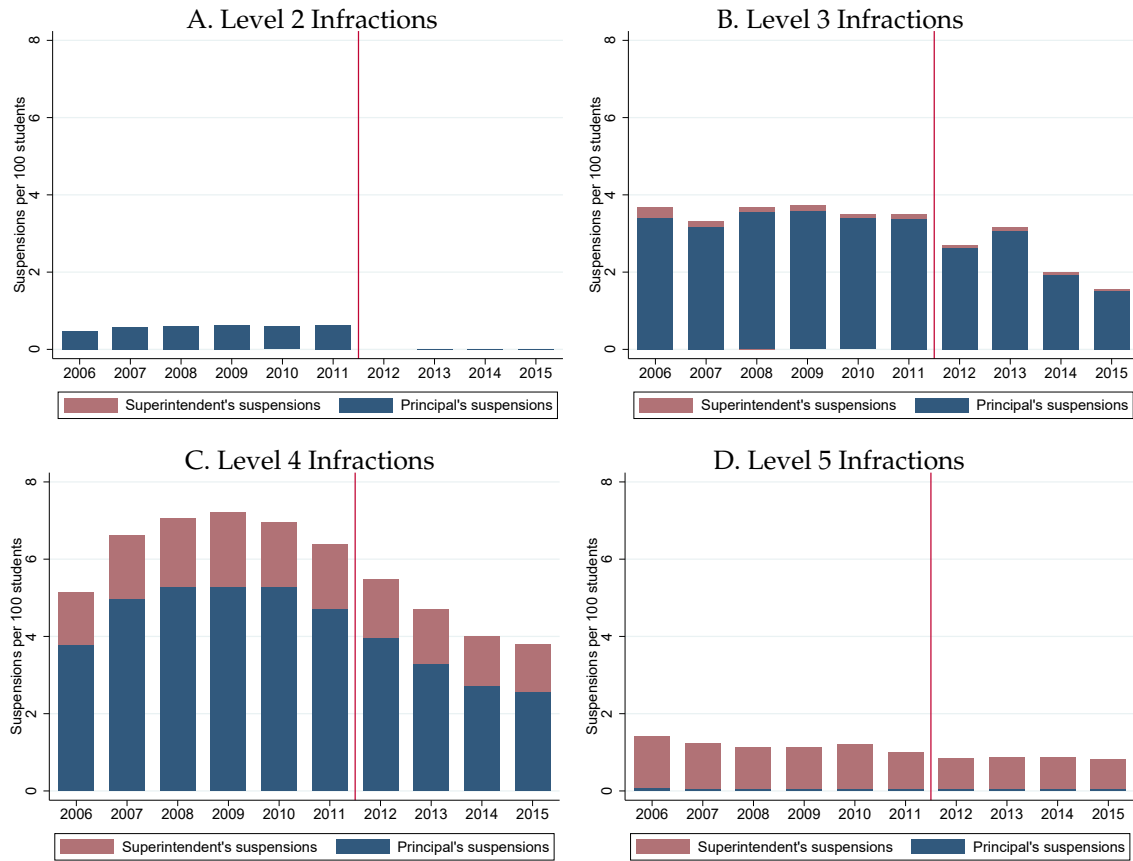 A. Level 2 Infractions
Suspensions per 100 students
8
6
4
2
0
2006 2007 2008 2009 2010 2011 2012 2013 2014 2015
Superintendent's suspensions Principal's suspensions
B. Level 3 Infractions
Suspensions per 100 students
8
6
4
2
0
2006 2007 2008 2009 2010 2011 2012 2013 2014 2015
Superintendent's suspensions Principal's suspensions
C. Level 4 Infractions
Suspensions per 100 students
8
6
4
2
0
2006 2007 2008 2009 2010 2011 2012 2013 2014 2015
Superintendent's suspensions Principal's suspensions
D. Level 5 Infractions
Suspensions per 100 students
8
6
4
2
0
2006 2007 2008 2009 2010 2011 2012 2013 2014 2015
Superintendent's suspensions Principal's suspensions